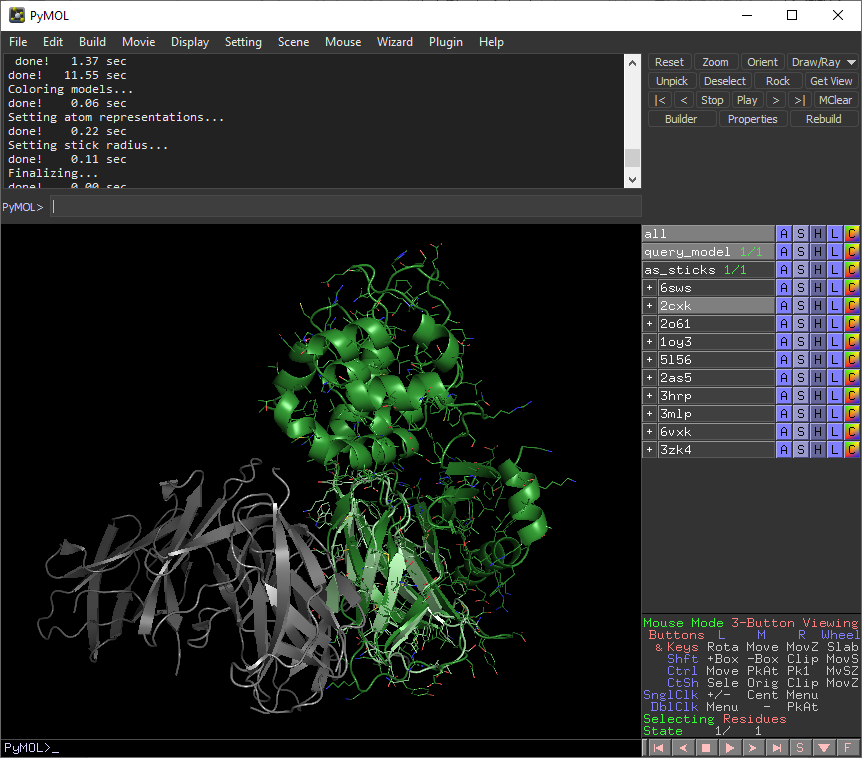 PyMOL
File Edit Build Movie Display Setting Scene Mouse Wizard Plugin Help
done! 1.37 sec
done! 11.55 sec
Coloring models...
done! 0.06 sec
Setting atom representations...
done! 0.22 sec
Setting stick radius...
done! 0.11 sec
Finalizing...
done! 0.00 sec
PyMOL>
Reset Zoom Orient Draw/Ray
Unpick Deselect Rock Get View
|< < Stop Play > >| MClear
Builder Properties Rebuild
all A S H L C
query_model 1/1 A S H L C
as_sticks 1/1 A S H L C
+ 6sws A S H L C
+ 2cxk A S H L C
+ 2o61 A S H L C
+ 1oy3 A S H L C
+ 5l56 A S H L C
+ 2as5 A S H L C
+ 3hrp A S H L C
+ 3mlp A S H L C
+ 6vxk A S H L C
+ 3zk4 A S H L C
Mouse Mode 3-Button Viewing
Buttons L M R Wheel
& Keys Rota Move MovZ Slab
Shft +Box -Box Clip MovS
Ctrl Move PkAt Pk1 MvSZ
CtSh Sele Orig Clip MovZ
SnglClk +/- Cent Menu
DblClk Menu - PkAt
Selecting Residues
State 1/ 1
PyMOL>_
S F